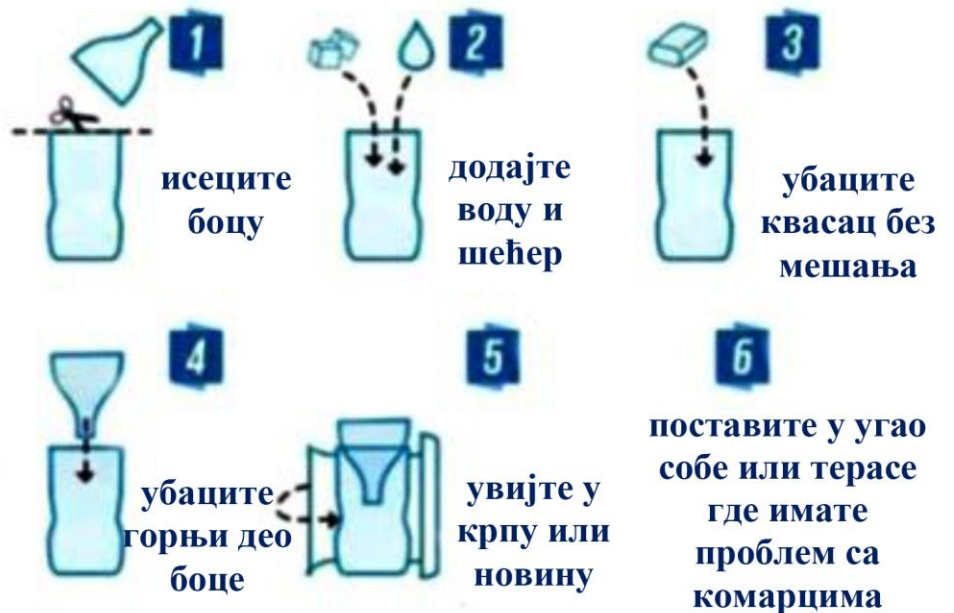 1
исеците
боцу
2
додајте
воду и
шећер
3
убаците
квасац без
мешања
4
убаците
горњи део
боце
5
увијте у
крпу или
новину
6
поставите у угао
собе или терасе
где имате
проблем са
комарцима